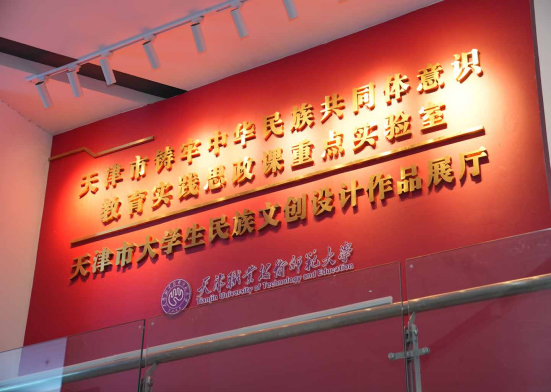 天津市铸牢中华民族共同体意识
教育实践思政课重点实验室
天津市大学生民族文创设计作品展厅
天津职业技术师范大学
Tianjin University of Technology and Education